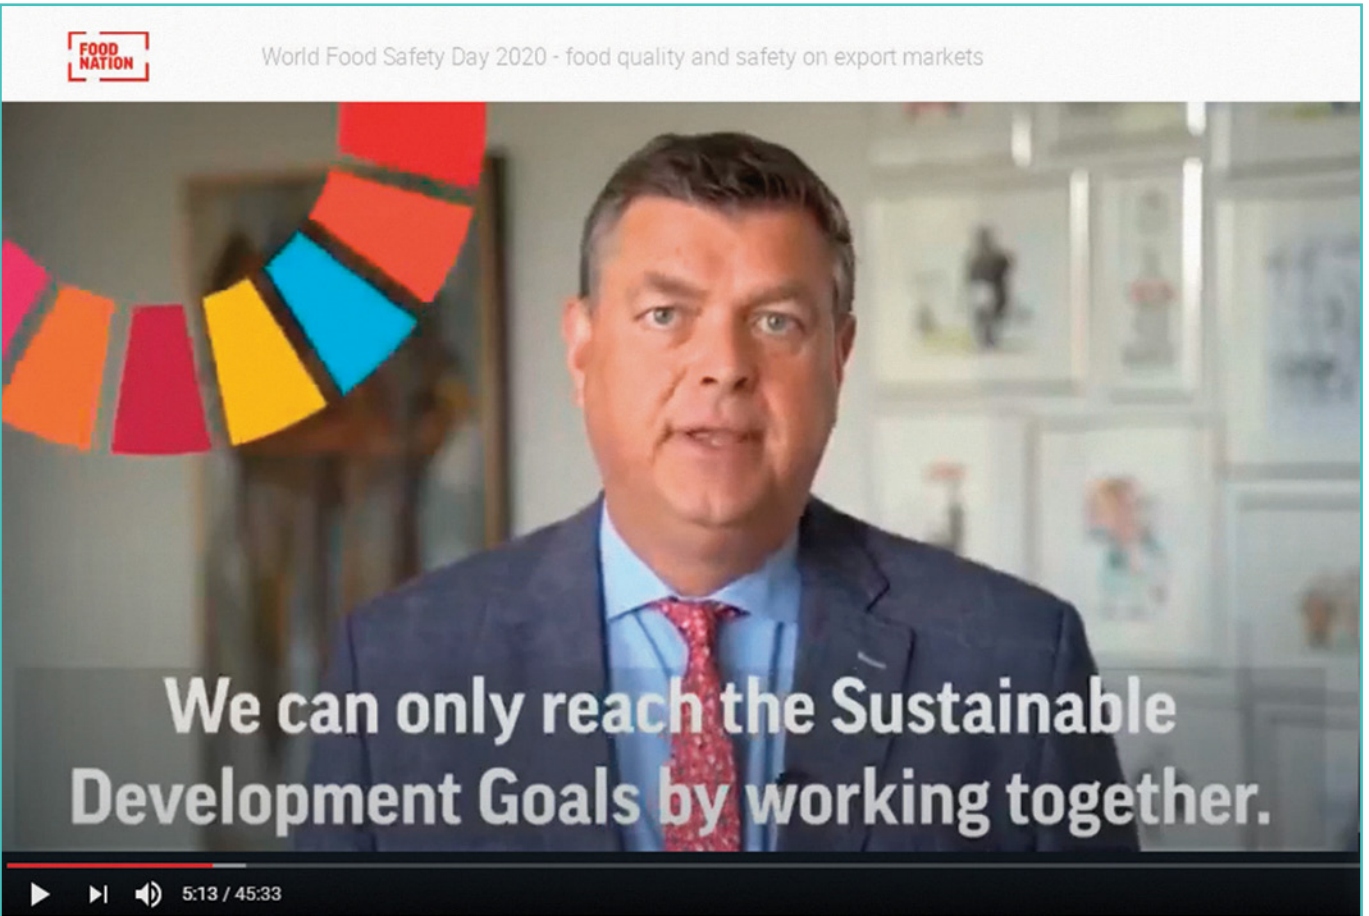 FOOD
NATION
World Food Safety Day 2020 - food quality and safety on export markets
We can only reach the Sustainable
Development Goals by working together.
5:13 / 45:33